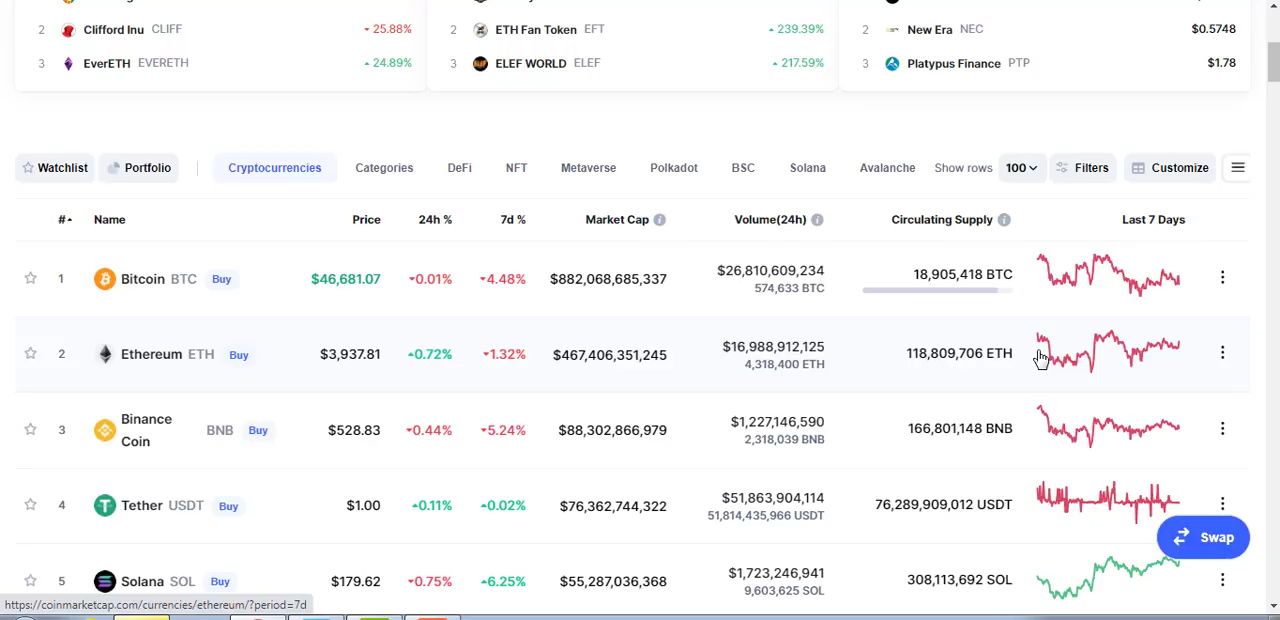 2 Clifford Inu CLIFF 25.88%
2 ETH Fan Token EFT 239.39%
2 New Era NEC $0.5748
3 EverETH EVERETH 24.89%
3 ELEF WORLD ELEF 217.59%
3 Platypus Finance PTP $1.78
Watchlist Portfolio Cryptocurrencies Categories DeFi NFT Metaverse Polkadot BSC Solana Avalanche Show rows 100 Filters Customize
# Name Price 24h % 7d % Market Cap Volume(24h) Circulating Supply Last 7 Days
1 Bitcoin BTC Buy $46,681.07 0.01% 4.48% $882,068,685,337 $26,810,609,234 18,905,418 BTC
574,633 BTC
2 Ethereum ETH Buy $3,937.81 0.72% 1.32% $467,406,351,245 $16,988,912,125 118,809,706 ETH
4,318,400 ETH
3 Binance Coin BNB Buy $528.83 0.44% 5.24% $88,302,866,979 $1,227,146,590 166,801,148 BNB
2,318,039 BNB
4 Tether USDT Buy $1.00 0.11% 0.02% $76,362,744,322 $51,863,904,114 76,289,909,012 USDT
51,814,435,966 USDT
Swap
5 Solana SOL Buy $179.62 0.75% 6.25% $55,287,036,368 $1,723,246,941 308,113,692 SOL
9,603,625 SOL
https://coinmarketcap.com/currencies/ethereum/?period=7d